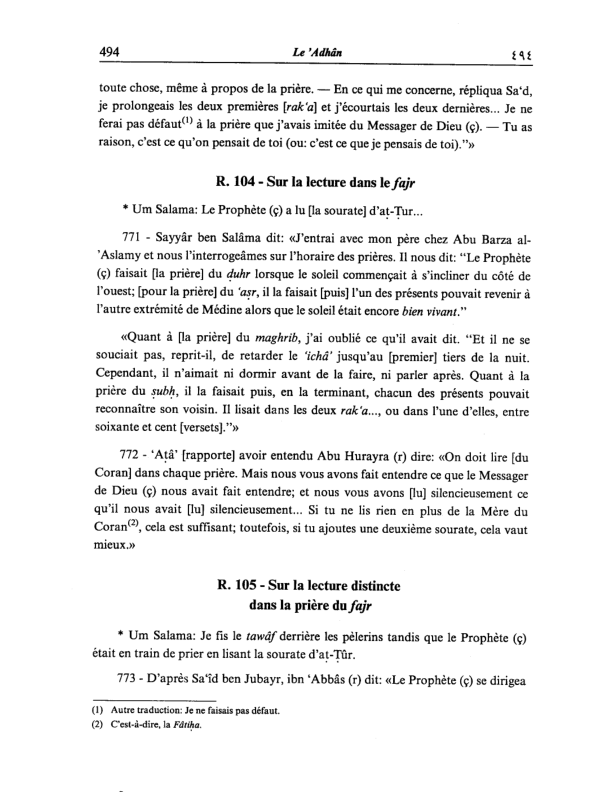 494 Le 'Adhân ٤٩٤
toute chose, même à propos de la prière. — En ce qui me concerne, répliqua Sa‘d,
je prolongeais les deux premières [rak‘a] et j'écourtais les deux dernières... Je ne
ferai pas défaut(1) à la prière que j'avais imitée du Messager de Dieu (ç). — Tu as
raison, c'est ce qu'on pensait de toi (ou: c'est ce que je pensais de toi)."»
R. 104 - Sur la lecture dans le fajr
* Um Salama: Le Prophète (ç) a lu [la sourate] d'aṭ-Ṭur...
771 - Sayyâr ben Salâma dit: «J'entrai avec mon père chez Abu Barza al-
'Aslamy et nous l'interrogeâmes sur l'horaire des prières. Il nous dit: "Le Prophète
(ç) faisait [la prière] du ḍuhr lorsque le soleil commençait à s'incliner du côté de
l'ouest; [pour la prière] du ‘aṣr, il la faisait [puis] l'un des présents pouvait revenir à
l'autre extrémité de Médine alors que le soleil était encore bien vivant."
«Quant à [la prière] du maghrib, j'ai oublié ce qu'il avait dit. "Et il ne se
souciait pas, reprit-il, de retarder le ‘ichâ' jusqu'au [premier] tiers de la nuit.
Cependant, il n'aimait ni dormir avant de la faire, ni parler après. Quant à la
prière du ṣubḥ, il la faisait puis, en la terminant, chacun des présents pouvait
reconnaître son voisin. Il lisait dans les deux rak‘a..., ou dans l'une d'elles, entre
soixante et cent [versets]."»
772 - ‘Aṭâ' [rapporte] avoir entendu Abu Hurayra (r) dire: «On doit lire [du
Coran] dans chaque prière. Mais nous vous avons fait entendre ce que le Messager
de Dieu (ç) nous avait fait entendre; et nous vous avons [lu] silencieusement ce
qu'il nous avait [lu] silencieusement... Si tu ne lis rien en plus de la Mère du
Coran(2), cela est suffisant; toutefois, si tu ajoutes une deuxième sourate, cela vaut
mieux.»
R. 105 - Sur la lecture distincte
dans la prière du fajr
* Um Salama: Je fis le tawâf derrière les pèlerins tandis que le Prophète (ç)
était en train de prier en lisant la sourate d'aṭ-Ṭûr.
773 - D'après Sa‘îd ben Jubayr, ibn ‘Abbâs (r) dit: «Le Prophète (ç) se dirigea
(1) Autre traduction: Je ne faisais pas défaut.
(2) C'est-à-dire, la Fâtiḥa.